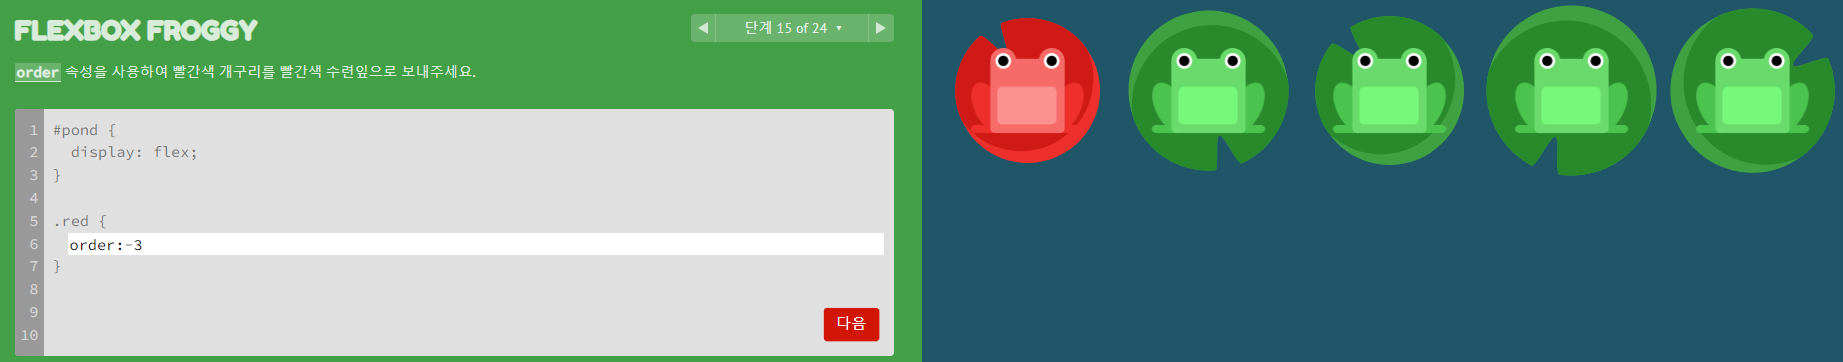 FLEXBOX FROGGY
◀ 단계 15 of 24 ▼ ▶
order 속성을 사용하여 빨간색 개구리를 빨간색 수련잎으로 보내주세요.
1 #pond {
2 display: flex;
3 }
4
5 .red {
6 order:-3
7 }
8
9
10
다음